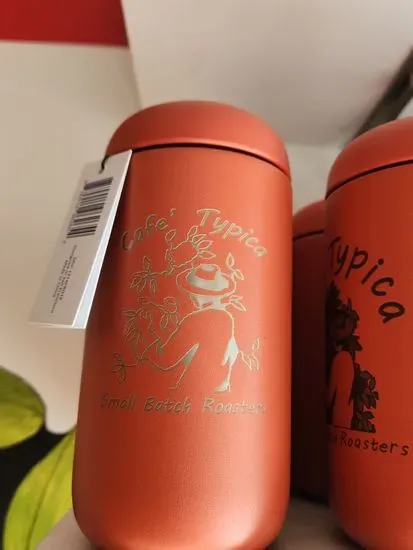 Cafe' Typica
Small Batch Roasters
Typica
Roasters